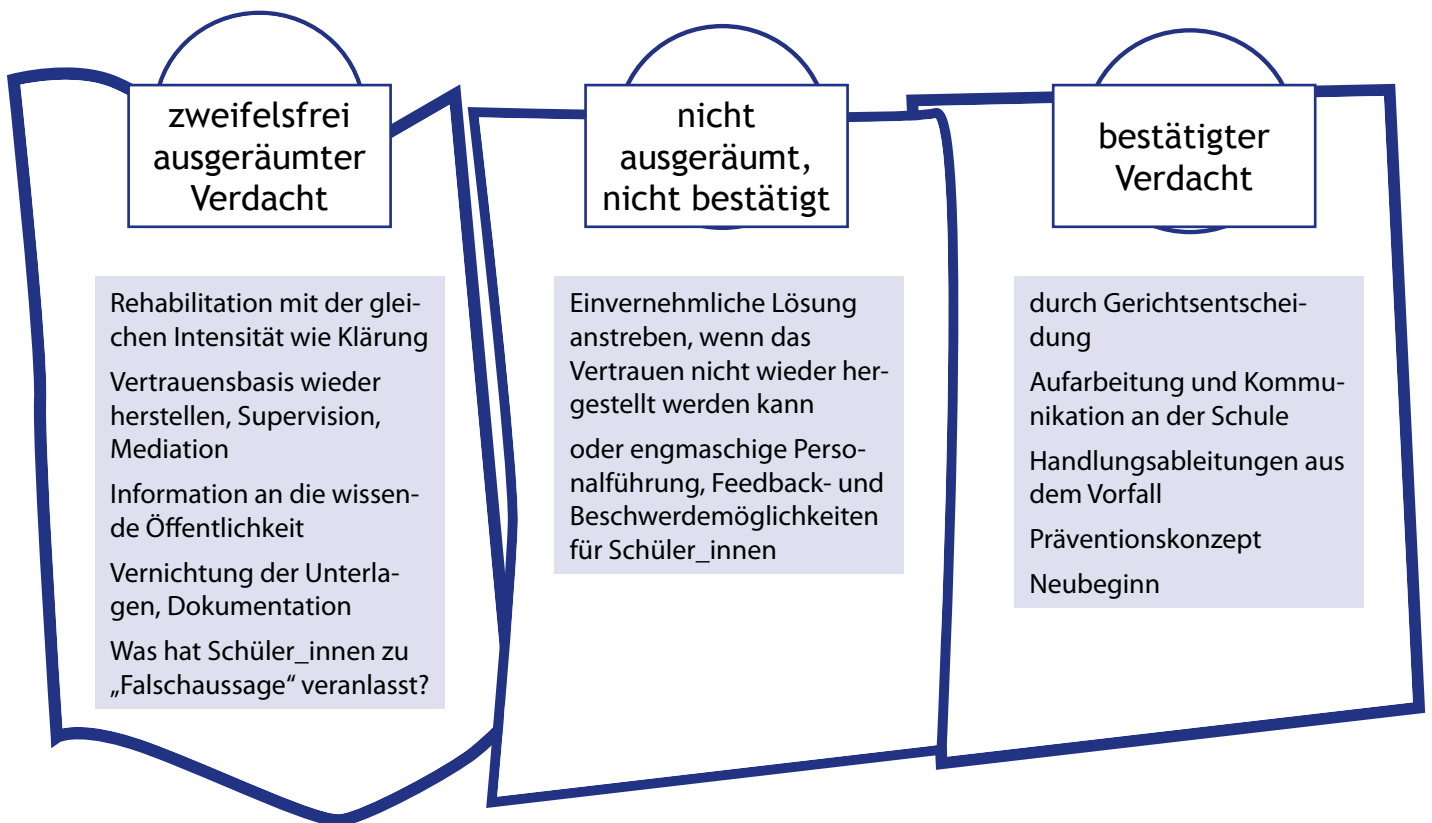 zweifelsfrei
ausgeräumter
Verdacht
Rehabilitation mit der glei-
chen Intensität wie Klärung
Vertrauensbasis wieder
herstellen, Supervision,
Mediation
Information an die wissen-
de Öffentlichkeit
Vernichtung der Unterla-
gen, Dokumentation
Was hat Schüler_innen zu
„Falschaussage“ veranlasst?
nicht
ausgeräumt,
nicht bestätigt
Einvernehmliche Lösung
anstreben, wenn das
Vertrauen nicht wieder her-
gestellt werden kann
oder engmaschige Perso-
nalführung, Feedback- und
Beschwerdemöglichkeiten
für Schüler_innen
bestätigter
Verdacht
durch Gerichtsentschei-
dung
Aufarbeitung und Kommu-
nikation an der Schule
Handlungsableitungen aus
dem Vorfall
Präventionskonzept
Neubeginn